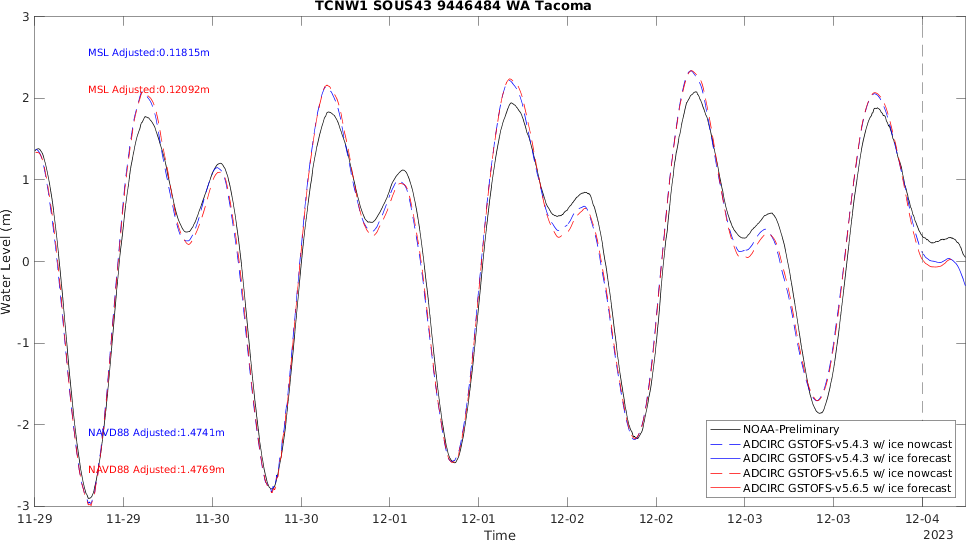 TCNW1 SOUS43 9446484 WA Tacoma
3
2
1
0
-1
-2
-3
Water Level (m)
MSL Adjusted:0.11815m
MSL Adjusted:0.12092m
NAVD88 Adjusted:1.4741m
NAVD88 Adjusted:1.4769m
NOAA-Preliminary
ADCIRC GSTOFS-v5.4.3 w/ ice nowcast
ADCIRC GSTOFS-v5.4.3 w/ ice forecast
ADCIRC GSTOFS-v5.6.5 w/ ice nowcast
ADCIRC GSTOFS-v5.6.5 w/ ice forecast
11-29 11-29 11-30 11-30 12-01 12-01 12-02 12-02 12-03 12-03 12-04
2023
Time